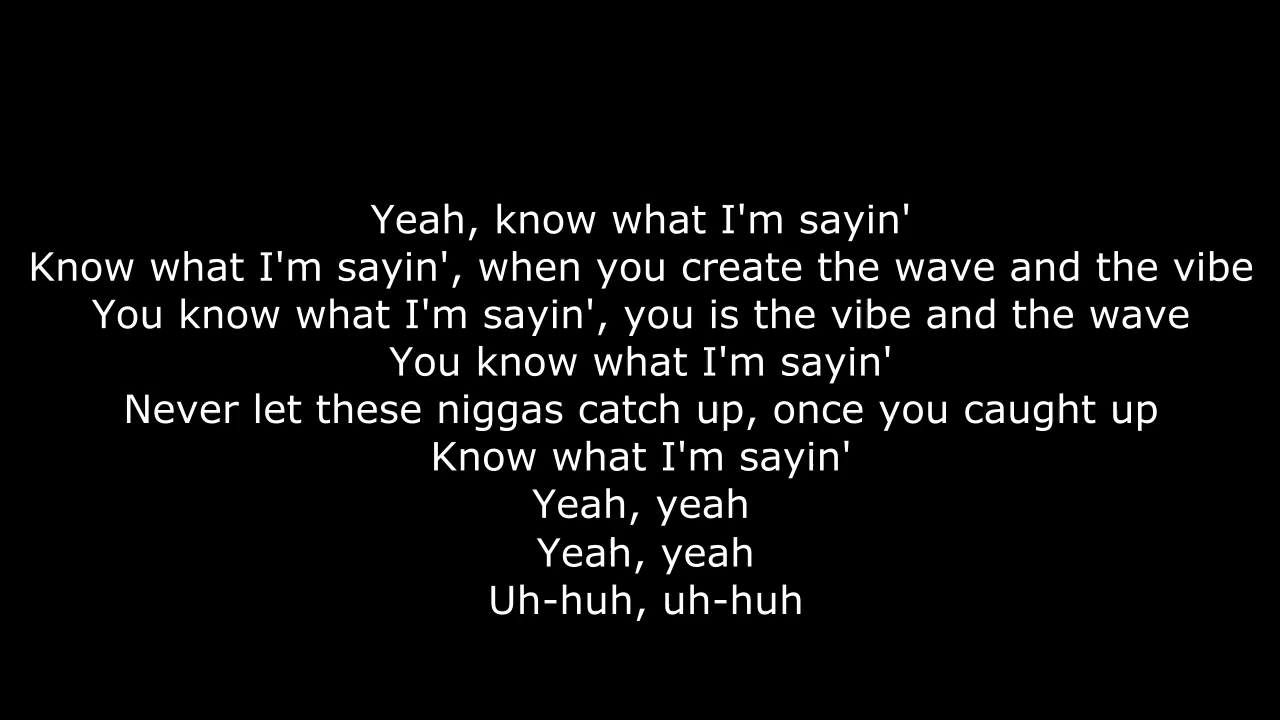 Yeah, know what I'm sayin'
Know what I'm sayin', when you create the wave and the vibe
You know what I'm sayin', you is the vibe and the wave
You know what I'm sayin'
Never let these niggas catch up, once you caught up
Know what I'm sayin'
Yeah, yeah
Yeah, yeah
Uh-huh, uh-huh